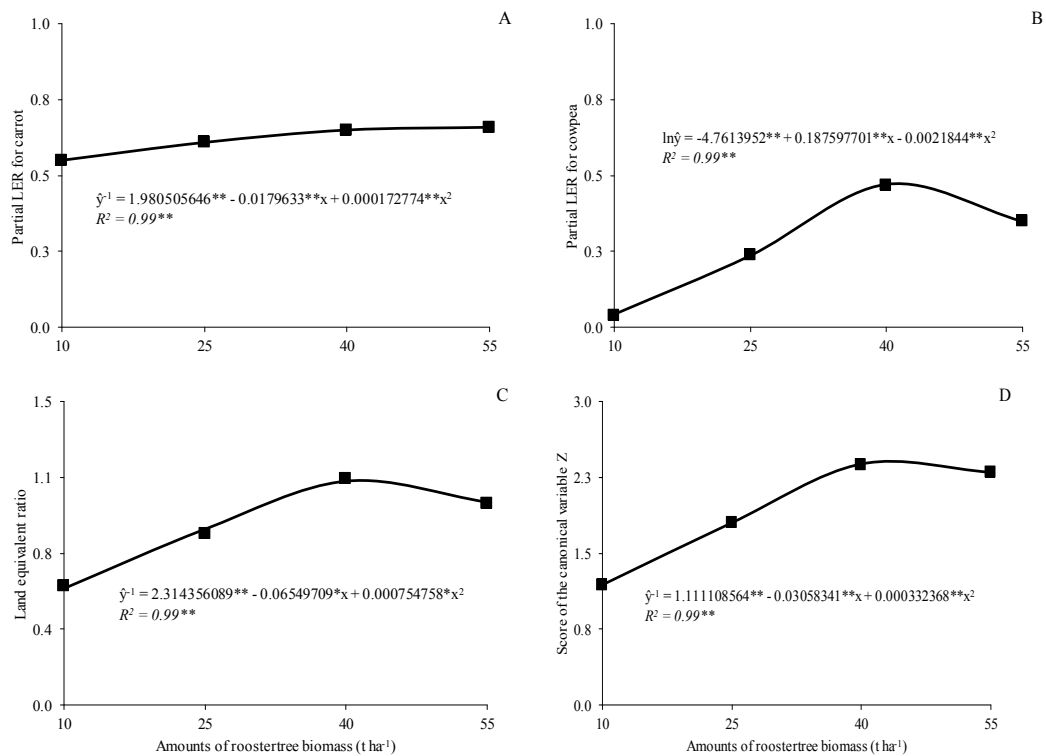 A
1.0
0.8
0.5
0.3
0.0
10 25 40 55
Partial LER for carrot
ŷ⁻¹ = 1.980505646** - 0.0179633**x + 0.000172774**x²
R² = 0.99**
B
1.0
0.8
0.5
0.3
0.0
10 25 40 55
Partial LER for cowpea
lnŷ = -4.7613952** + 0.187597701**x - 0.0021844**x²
R² = 0.99**
C
1.5
1.1
0.8
0.4
0.0
10 25 40 55
Land equivalent ratio
ŷ⁻¹ = 2.314356089** - 0.06549709*x + 0.000754758*x²
R² = 0.99**
Amounts of roostertree biomass (t ha⁻¹)
D
3.0
2.3
1.5
0.8
0.0
10 25 40 55
Score of the canonical variable Z
ŷ⁻¹ = 1.111108564** - 0.03058341**x + 0.000332368**x²
R² = 0.99**
Amounts of roostertree biomass (t ha⁻¹)